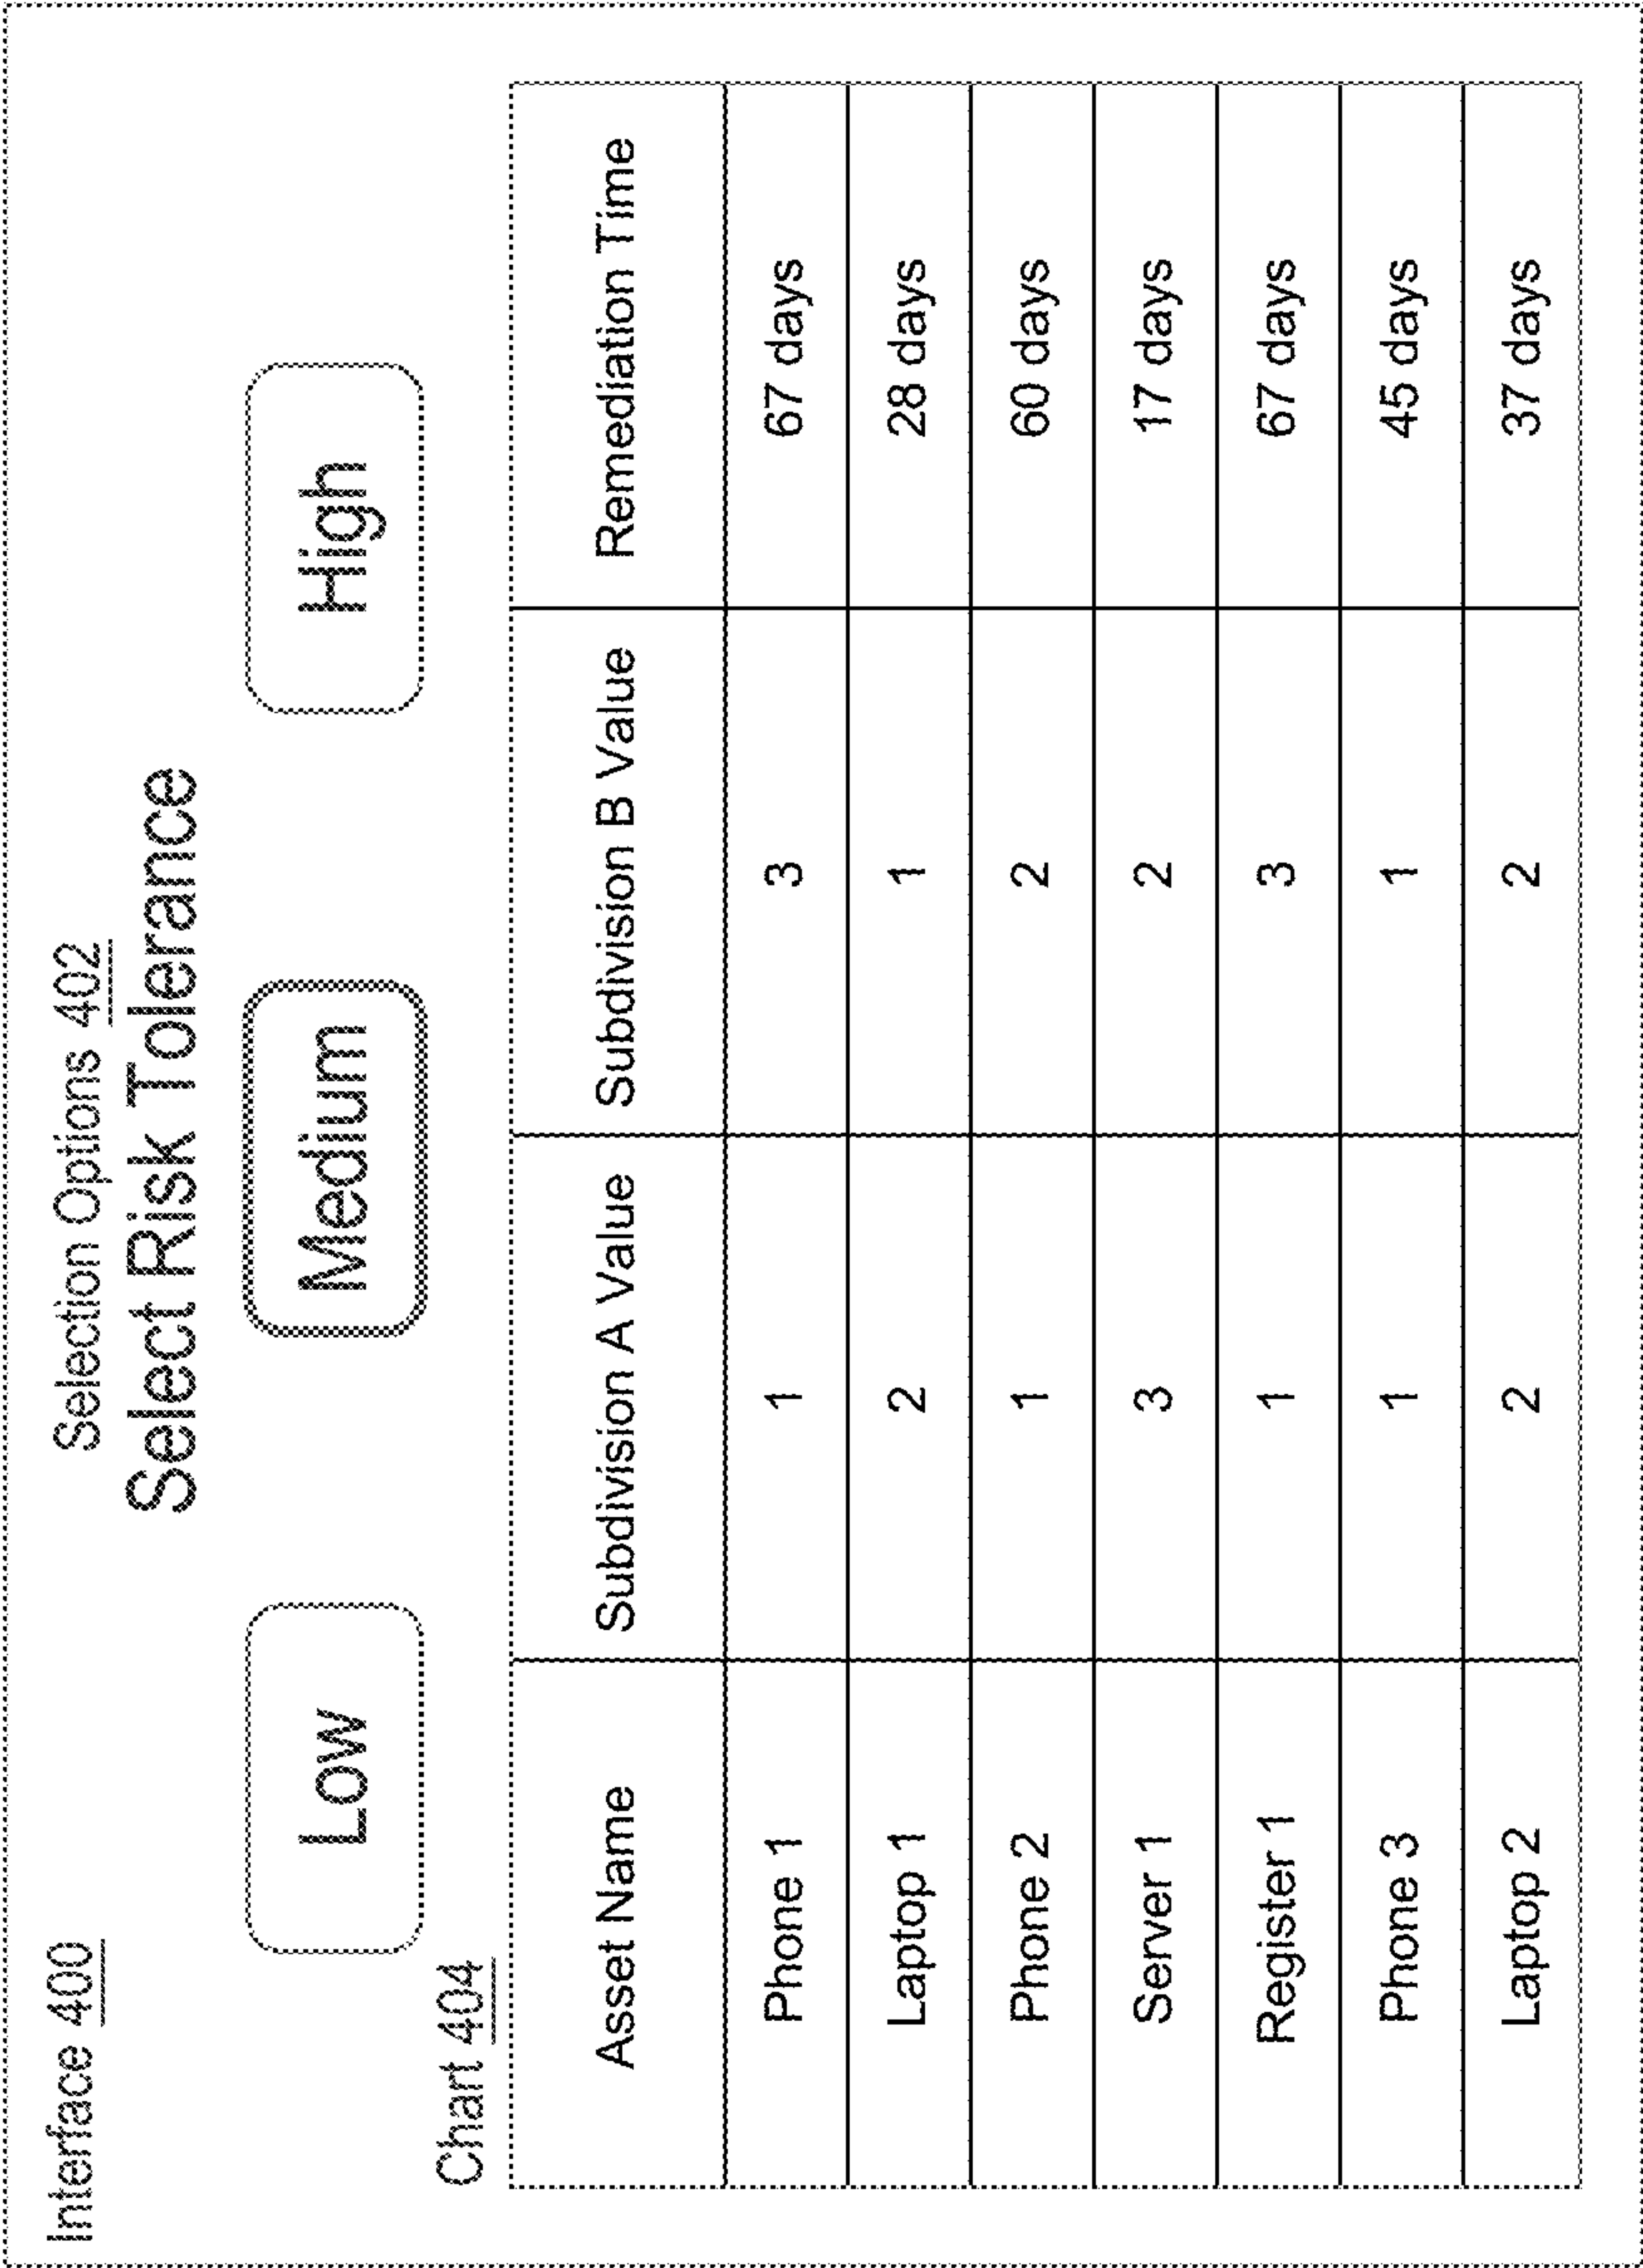 Interface 400
Selection Options 402
Select Risk Tolerance
Low Medium High
Chart 404
Asset Name Subdivision A Value Subdivision B Value Remediation Time
Phone 1 1 3 67 days
Laptop 1 2 1 28 days
Phone 2 1 2 60 days
Server 1 3 2 17 days
Register 1 1 3 67 days
Phone 3 1 1 45 days
Laptop 2 2 2 37 days